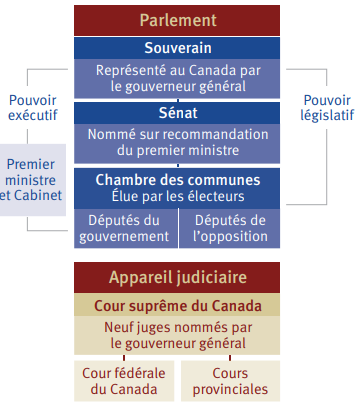 Parlement
Souverain
Représenté au Canada par
le gouverneur général
Pouvoir
exécutif
Pouvoir
législatif
Sénat
Nommé sur recommandation
du premier ministre
Premier
ministre
et Cabinet
Chambre des communes
Élue par les électeurs
Députés du
gouvernement
Députés de
l'opposition
Appareil judiciaire
Cour suprême du Canada
Neuf juges nommés par
le gouverneur général
Cour fédérale
du Canada
Cours
provinciales